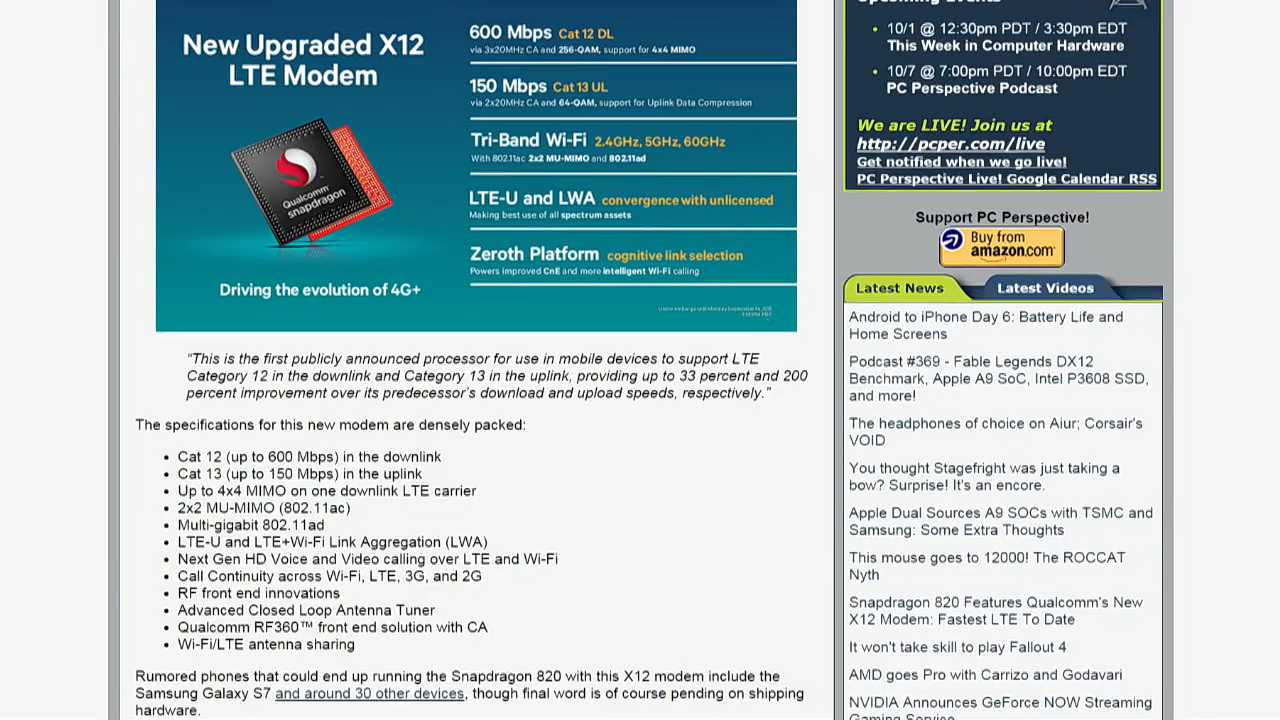 New Upgraded X12
LTE Modem
Qualcomm
snapdragon
Driving the evolution of 4G+
600 Mbps Cat 12 DL
via 3x20MHz CA and 256-QAM, support for 4x4 MIMO
150 Mbps Cat 13 UL
via 2x20MHz CA and 64-QAM, support for Uplink Data Compression
Tri-Band Wi-Fi 2.4GHz, 5GHz, 60GHz
With 802.11ac 2x2 MU-MIMO and 802.11ad
LTE-U and LWA convergence with unlicensed
Making best use of all spectrum assets
Zeroth Platform cognitive link selection
Powers improved CnE and more intelligent Wi-Fi calling
“This is the first publicly announced processor for use in mobile devices to support LTE
Category 12 in the downlink and Category 13 in the uplink, providing up to 33 percent and 200
percent improvement over its predecessor’s download and upload speeds, respectively.”
The specifications for this new modem are densely packed:
• Cat 12 (up to 600 Mbps) in the downlink
• Cat 13 (up to 150 Mbps) in the uplink
• Up to 4x4 MIMO on one downlink LTE carrier
• 2x2 MU-MIMO (802.11ac)
• Multi-gigabit 802.11ad
• LTE-U and LTE+Wi-Fi Link Aggregation (LWA)
• Next Gen HD Voice and Video calling over LTE and Wi-Fi
• Call Continuity across Wi-Fi, LTE, 3G, and 2G
• RF front end innovations
• Advanced Closed Loop Antenna Tuner
• Qualcomm RF360™ front end solution with CA
• Wi-Fi/LTE antenna sharing
Rumored phones that could end up running the Snapdragon 820 with this X12 modem include the
Samsung Galaxy S7 and around 30 other devices, though final word is of course pending on shipping
hardware.
Upcoming Events
• 10/1 @ 12:30pm PDT / 3:30pm EDT
This Week in Computer Hardware
• 10/7 @ 7:00pm PDT / 10:00pm EDT
PC Perspective Podcast
We are LIVE! Join us at
http://pcper.com/live
Get notified when we go live!
PC Perspective Live! Google Calendar RSS
Support PC Perspective!
Buy from
amazon.com
Latest News
Latest Videos
Android to iPhone Day 6: Battery Life and
Home Screens
Podcast #369 - Fable Legends DX12
Benchmark, Apple A9 SoC, Intel P3608 SSD,
and more!
The headphones of choice on Aiur; Corsair's
VOID
You thought Stagefright was just taking a
bow? Surprise! It's an encore.
Apple Dual Sources A9 SOCs with TSMC and
Samsung: Some Extra Thoughts
This mouse goes to 12000! The ROCCAT
Nyth
Snapdragon 820 Features Qualcomm's New
X12 Modem: Fastest LTE To Date
It won't take skill to play Fallout 4
AMD goes Pro with Carrizo and Godavari
NVIDIA Announces GeForce NOW Streaming
Gaming Service